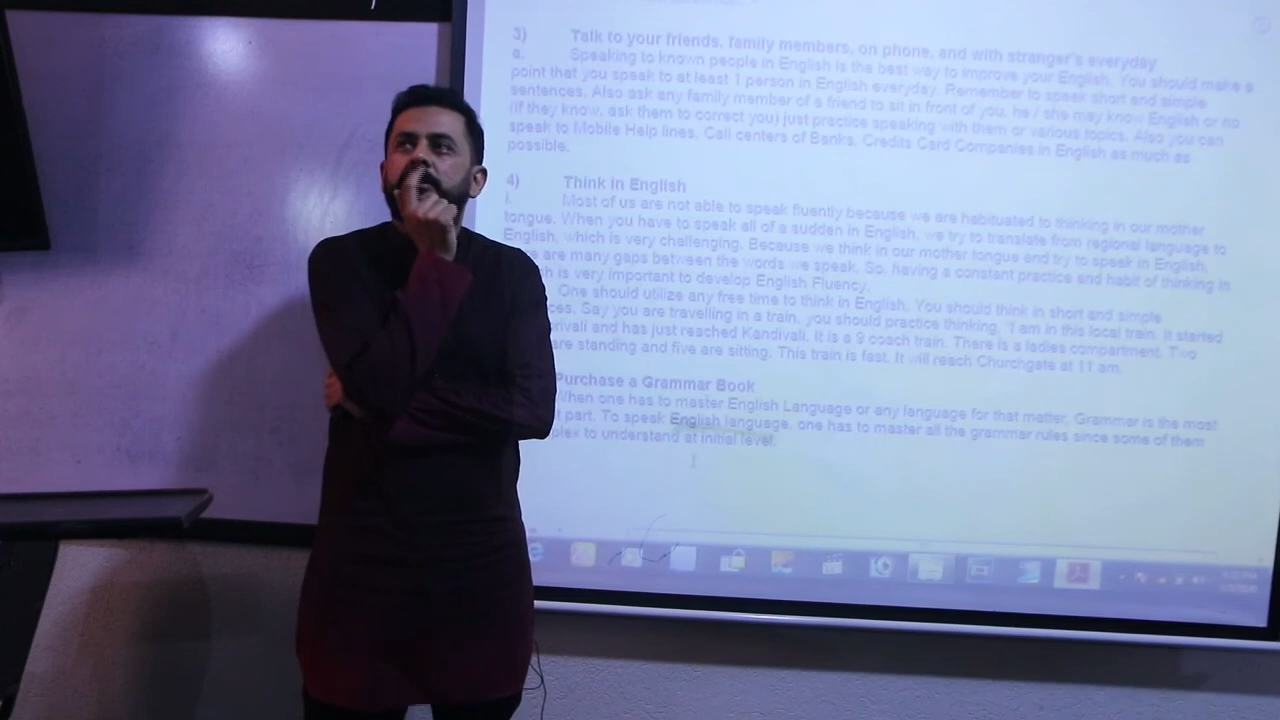 3) Talk to your friends, family members, on phone, and with stranger's everyday
a. Speaking to known people in English is the best way to improve your English. You should make a
point that you speak to at least 1 person in English everyday. Remember to speak short and simple
sentences. Also ask any family member of a friend to sit in front of you, he / she may know English or no
(if they know, ask them to correct you) just practice speaking with them or various topics. Also you can
speak to Mobile Help lines, Call centers of Banks, Credits Card Companies in English as much as
possible.
4) Think in English
i. Most of us are not able to speak fluently because we are habituated to thinking in our mother
tongue. When you have to speak all of a sudden in English, we try to translate from regional language to
English, which is very challenging. Because we think in our mother tongue end try to speak in English,
are many gaps between the words we speak. So, having a constant practice end habit of thinking in
is very important to develop English Fluency.
One should utilize any free time to think in English. You should think in short and simple
Say you are travelling in a train, you should practice thinking, "I am in this local train. It started
and has just reached Kandivali. It is a 9 coach train. There is a ladies compartment. Two
are standing and five are sitting. This train is fast. It will reach Churchgate at 11 am.
Purchase a Grammar Book
When one has to master English Language or any language for that matter, Grammar is the most
part. To speak English language, one has to master all the grammar rules since some of them
to understand at initial level.